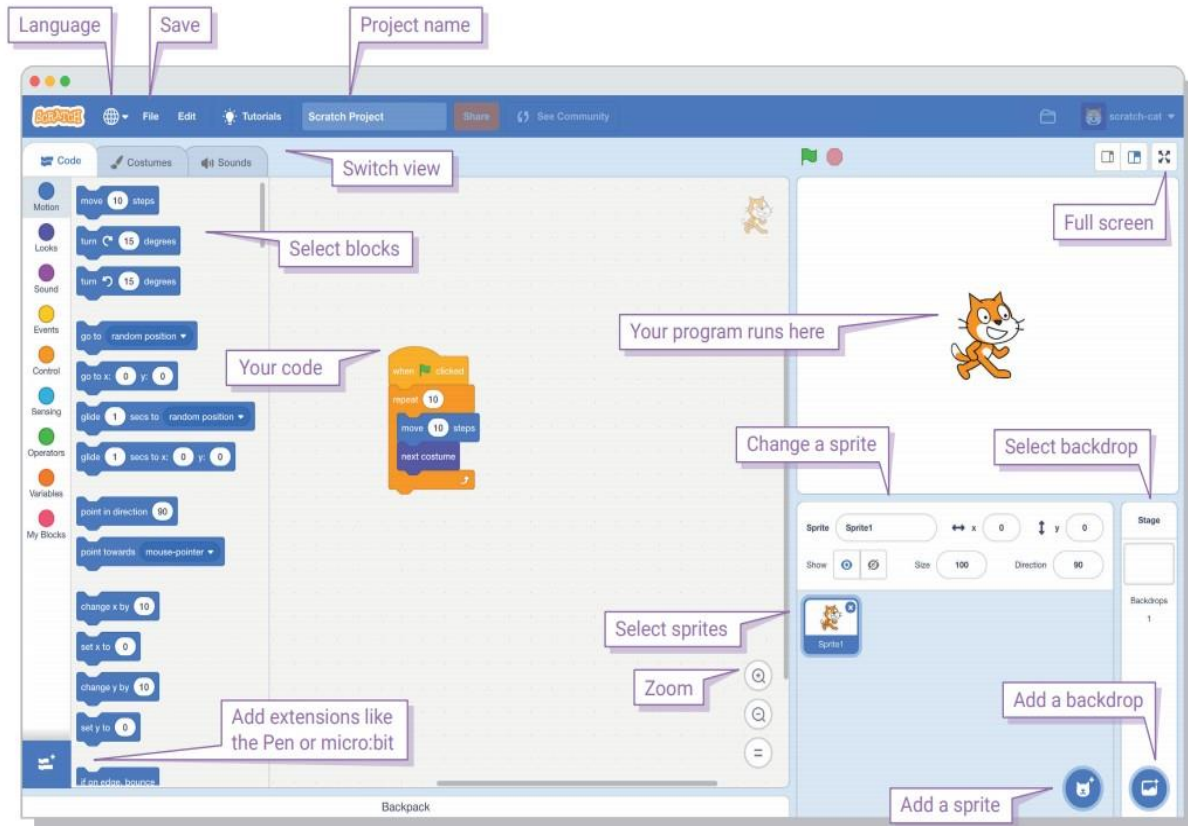 Language
Save
Project name
SCRATCH
File
Edit
Tutorials
Scratch Project
Share
See Community
scratch-cat
Code
Costumes
Sounds
Switch view
Full screen
Motion
Looks
Sound
Events
Control
Sensing
Operators
Variables
My Blocks
move 10 steps
turn 15 degrees
turn 15 degrees
go to random position
go to x: 0 y: 0
glide 1 secs to random position
glide 1 secs to x: 0 y: 0
point in direction 90
point towards mouse-pointer
change x by 10
set x to 0
change y by 10
set y to 0
if on edge, bounce
Select blocks
Your code
when clicked
repeat 10
move 10 steps
next costume
Your program runs here
Change a sprite
Select backdrop
Sprite Sprite1 x 0 y 0
Show Size 100 Direction 90
Stage
Backdrops
1
Select sprites
Sprite1
Zoom
Add extensions like
the Pen or micro:bit
Add a backdrop
Add a sprite
Backpack